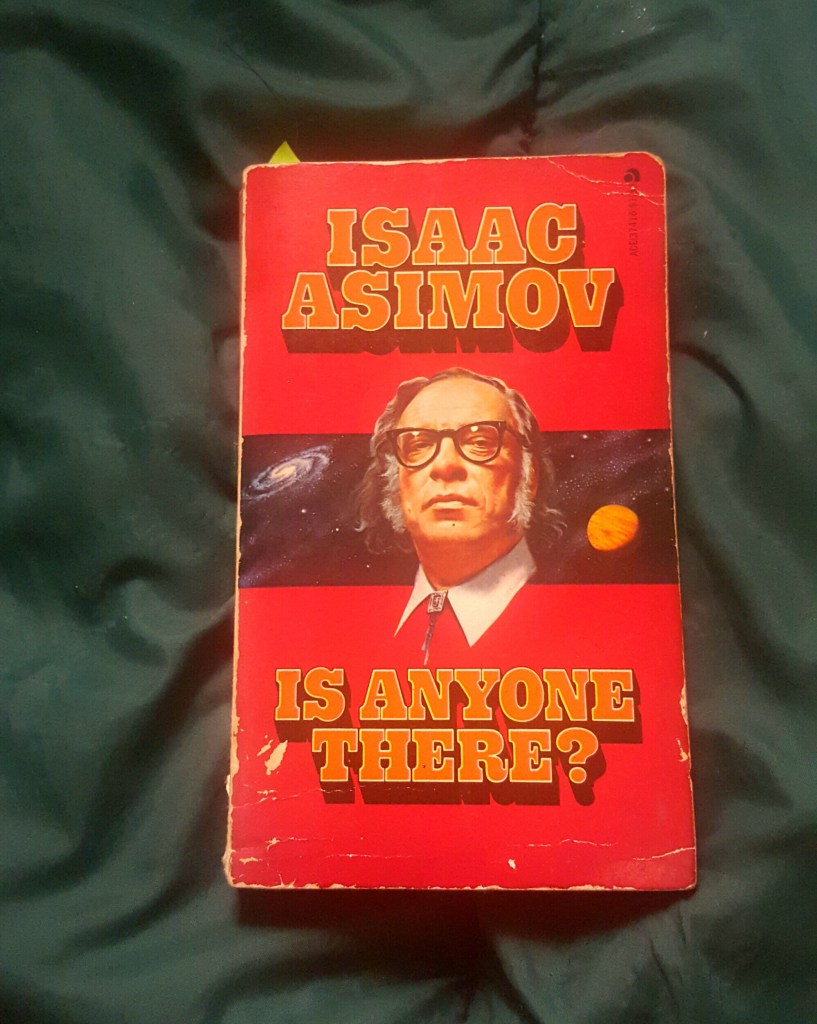 ISAAC
ASIMOV
IS ANYONE
THERE?